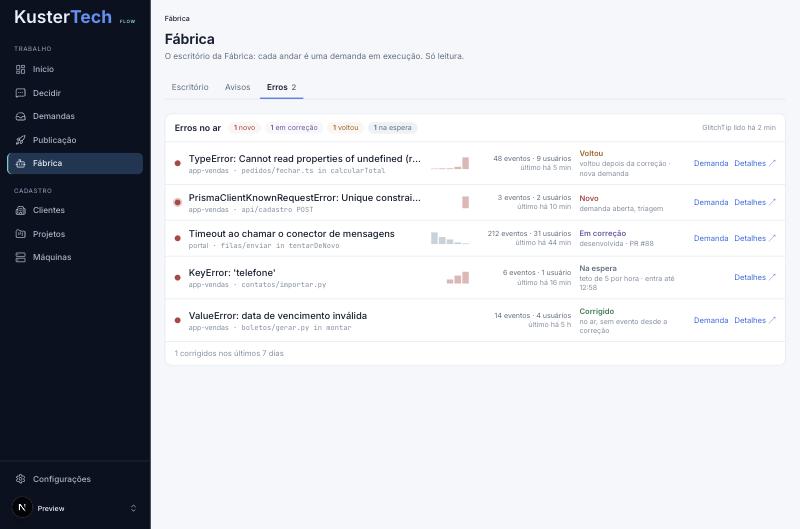 KusterTech FLOW
TRABALHO
Início
Decidir
Demandas
Publicação
Fábrica
CADASTRO
Clientes
Projetos
Máquinas
Configurações
N Preview
Fábrica
Fábrica
O escritório da Fábrica: cada andar é uma demanda em execução. Só leitura.
Escritório Avisos Erros 2
Erros no ar 1 novo 1 em correção 1 voltou 1 na espera GlitchTip lido há 2 min
TypeError: Cannot read properties of undefined (r...
app-vendas · pedidos/fechar.ts in calcularTotal
48 eventos · 9 usuários
último há 5 min
Voltou
voltou depois da correção ·
nova demanda
Demanda Detalhes ↗
PrismaClientKnownRequestError: Unique constrai...
app-vendas · api/cadastro POST
3 eventos · 2 usuários
último há 10 min
Novo
demanda aberta, triagem
Demanda Detalhes ↗
Timeout ao chamar o conector de mensagens
portal · filas/enviar in tentarDeNovo
212 eventos · 31 usuários
último há 44 min
Em correção
desenvolvida · PR #88
Demanda Detalhes ↗
KeyError: 'telefone'
app-vendas · contatos/importar.py
6 eventos · 1 usuário
último há 16 min
Na espera
teto de 5 por hora · entra até
12:58
Detalhes ↗
ValueError: data de vencimento inválida
app-vendas · boletos/gerar.py in montar
14 eventos · 4 usuários
último há 5 h
Corrigido
no ar, sem evento desde a
correção
Demanda Detalhes ↗
1 corrigidos nos últimos 7 dias